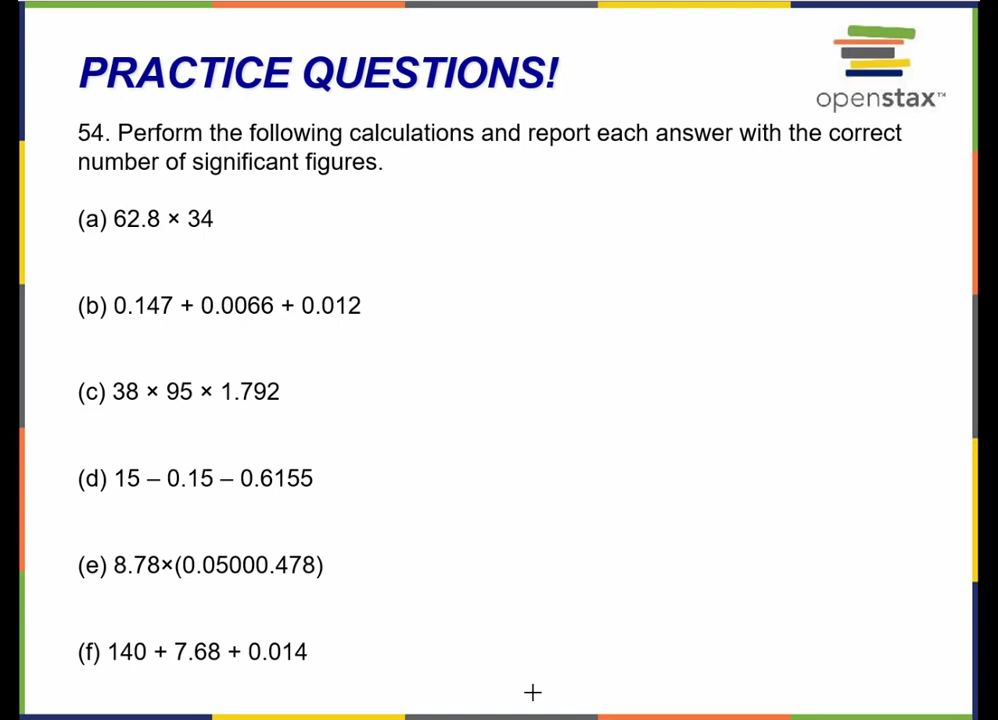 PRACTICE QUESTIONS!
openstax™
54. Perform the following calculations and report each answer with the correct
number of significant figures.
(a) 62.8 × 34
(b) 0.147 + 0.0066 + 0.012
(c) 38 × 95 × 1.792
(d) 15 – 0.15 – 0.6155
(e) 8.78×(0.05000.478)
(f) 140 + 7.68 + 0.014